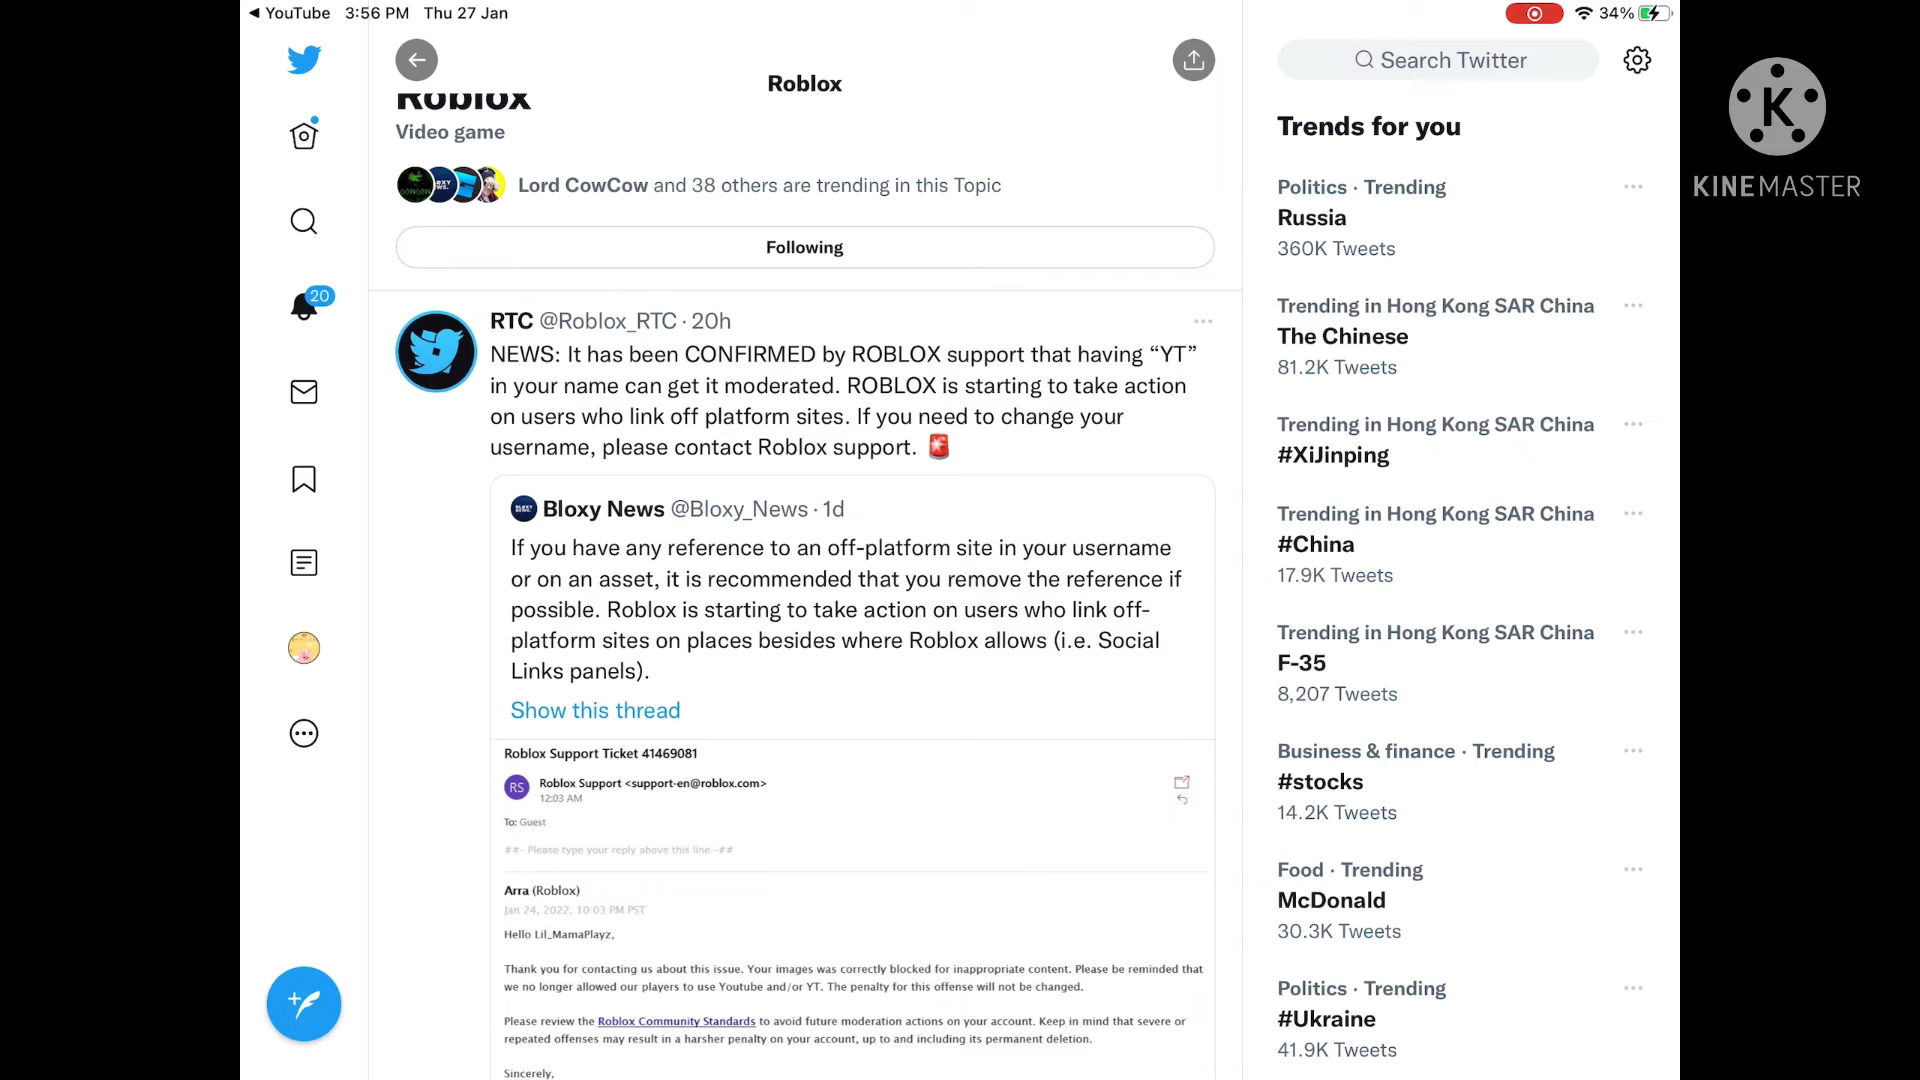 YouTube 3:56 PM Thu 27 Jan
34%
Roblox
Roblox
Video game
Lord CowCow and 38 others are trending in this Topic
Following
20
RTC @Roblox_RTC · 20h
NEWS: It has been CONFIRMED by ROBLOX support that having “YT”
in your name can get it moderated. ROBLOX is starting to take action
on users who link off platform sites. If you need to change your
username, please contact Roblox support.
Bloxy News @Bloxy_News · 1d
If you have any reference to an off-platform site in your username
or on an asset, it is recommended that you remove the reference if
possible. Roblox is starting to take action on users who link off-
platform sites on places besides where Roblox allows (i.e. Social
Links panels).
Show this thread
Roblox Support Ticket 41469081
RS
Roblox Support <support-en@roblox.com>
12:03 AM
To: Guest
##- Please type your reply above this line -##
Arra (Roblox)
Jan 24, 2022, 10:03 PM PST
Hello Lil_MamaPlayz,
Thank you for contacting us about this issue. Your images was correctly blocked for inappropriate content. Please be reminded that
we no longer allowed our players to use Youtube and/or YT. The penalty for this offense will not be changed.
Please review the Roblox Community Standards to avoid future moderation actions on your account. Keep in mind that severe or
repeated offenses may result in a harsher penalty on your account, up to and including its permanent deletion.
Sincerely,
Search Twitter
Trends for you
Politics · Trending
Russia
360K Tweets
Trending in Hong Kong SAR China
The Chinese
81.2K Tweets
Trending in Hong Kong SAR China
#XiJinping
Trending in Hong Kong SAR China
#China
17.9K Tweets
Trending in Hong Kong SAR China
F-35
8,207 Tweets
Business & finance · Trending
#stocks
14.2K Tweets
Food · Trending
McDonald
30.3K Tweets
Politics · Trending
#Ukraine
41.9K Tweets
K
KINEMASTER